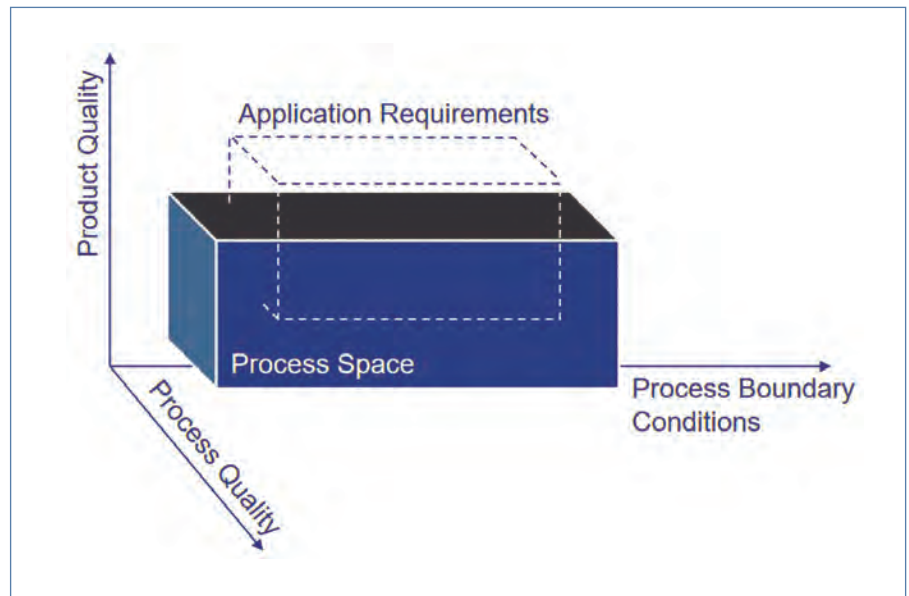 Product Quality
Application Requirements
Process Space
Process Boundary
Conditions
Process Quality